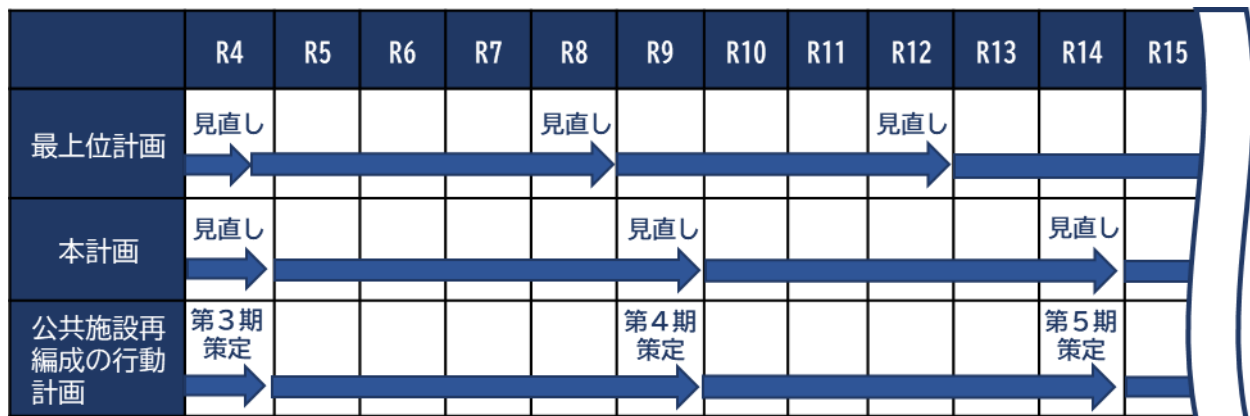 R4 R5 R6 R7 R8 R9 R10 R11 R12 R13 R14 R15
最上位計画 見直し 見直し 見直し
本計画 見直し 見直し 見直し
公共施設再
編成の行動
計画
第３期
策定
第４期
策定
第５期
策定